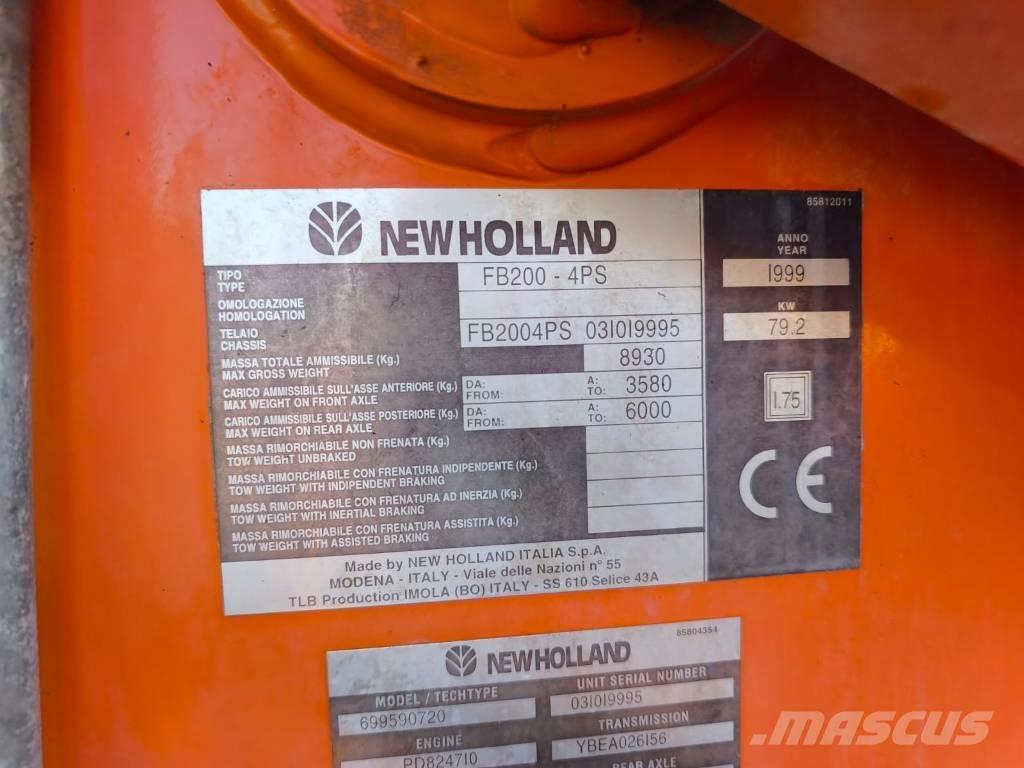 85812011
NEW HOLLAND
ANNO
YEAR
1999
TIPO
TYPE
FB200 - 4PS
OMOLOGAZIONE
HOMOLOGATION
KW
79.2
TELAIO
CHASSIS
FB2004PS 031019995
MASSA TOTALE AMMISSIBILE (Kg.)
MAX GROSS WEIGHT
8930
CARICO AMMISSIBILE SULL'ASSE ANTERIORE (Kg.)
MAX WEIGHT ON FRONT AXLE
DA:
FROM:
A:
TO:
3580
1.75
CARICO AMMISSIBILE SULL'ASSE POSTERIORE (Kg.)
MAX WEIGHT ON REAR AXLE
DA:
FROM:
A:
TO:
6000
MASSA RIMORCHIABILE NON FRENATA (Kg.)
TOW WEIGHT UNBRAKED
MASSA RIMORCHIABILE CON FRENATURA INDIPENDENTE (Kg.)
TOW WEIGHT WITH INDIPENDENT BRAKING
CE
MASSA RIMORCHIABILE CON FRENATURA AD INERZIA (Kg.)
TOW WEIGHT WITH INERTIAL BRAKING
MASSA RIMORCHIABILE CON FRENATURA ASSISTITA (Kg.)
TOW WEIGHT WITH ASSISTED BRAKING
Made by NEW HOLLAND ITALIA S.p.A.
MODENA - ITALY - Viale delle Nazioni n° 55
TLB Production IMOLA (BO) ITALY - SS 610 Selice 43A
85804354
NEW HOLLAND
MODEL / TECHTYPE
699590720
UNIT SERIAL NUMBER
031019995
ENGINE
PD824710
TRANSMISSION
YBEA026156
REAR AXLE
MASCUS